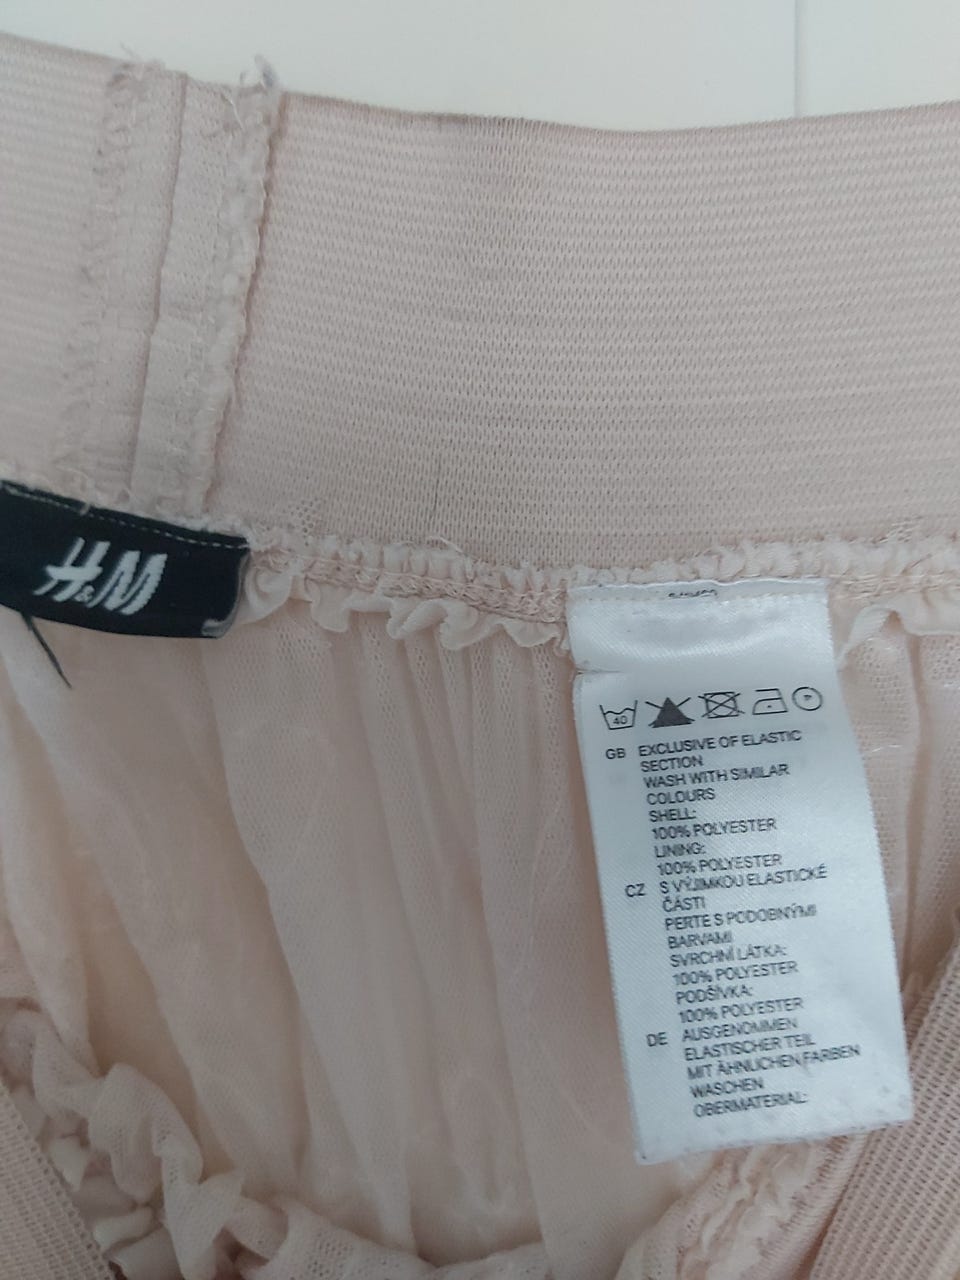 H&M
40
P
GB EXCLUSIVE OF ELASTIC
SECTION
WASH WITH SIMILAR
COLOURS
SHELL:
100% POLYESTER
LINING:
100% POLYESTER
CZ S VÝJIMKOU ELASTICKÉ
ČÁSTI
PERTE S PODOBNÝMI
BARVAMI
SVRCHNÍ LÁTKA:
100% POLYESTER
PODŠÍVKA:
100% POLYESTER
DE AUSGENOMMEN
ELASTISCHER TEIL
MIT ÄHNLICHEN FARBEN
WASCHEN
OBERMATERIAL: